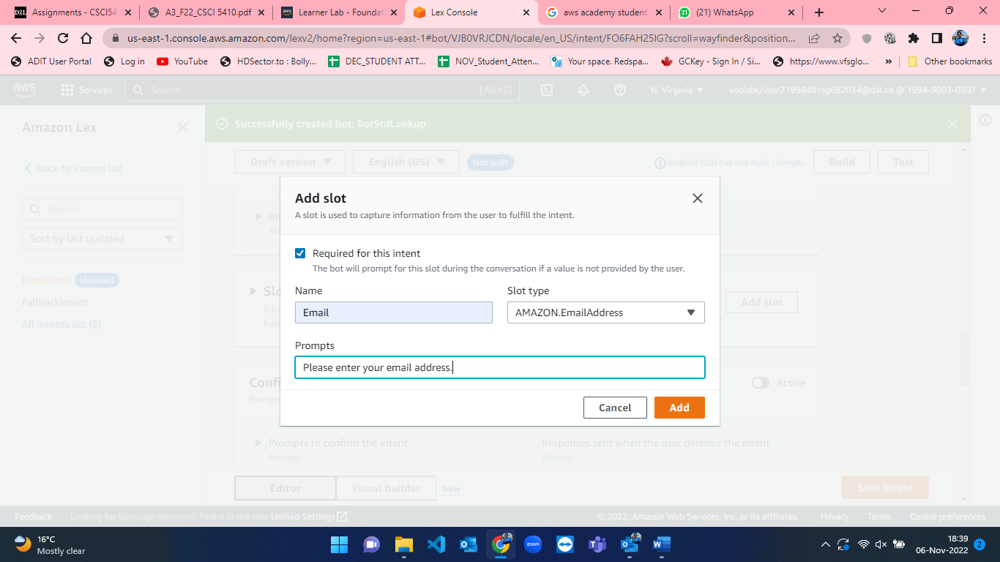 Assignments - CSCI54
A3_F22_CSCI 5410.pdf
Learner Lab - Foundat
Lex Console
aws academy student
(21) WhatsApp
us-east-1.console.aws.amazon.com/lexv2/home?region=us-east-1#bot/VJB0VRJCDN/locale/en_US/intent/FO6FAH25IG?scroll=wayfinder&position...
ADIT User Portal
Log in
YouTube
HDSector.to : Bolly...
DEC_STUDENT ATT...
NOV_Student_Atten...
Your space. Redspa...
GCKey - Sign In / Si...
https://www.vfsglo...
»
Other bookmarks
aws
Services
Search
[Alt+S]
N. Virginia
voclabs/user2199848=sg682034@dal.ca @ 1994-9603-0307
Amazon Lex
Successfully created bot: BotStdLookup
Back to intents list
Draft version
English (US)
Not built
English (US) has not built changes.
Build
Test
Search
Sort by last updated
NewIntent Unsaved
FallbackIntent
All intents list (2)
Add slot
A slot is used to capture information from the user to fulfill the intent.
Required for this intent
The bot will prompt for this slot during the conversation if a value is not provided by the user.
Name
Slot type
Email
AMAZON.EmailAddress
Prompts
Please enter your email address.
Cancel
Add
Add slot
Active
Prompts to confirm the intent
Message: -
Responses sent when the user declines the intent
Message: -
Editor
Visual builder
New
Save intent
Feedback
Looking for language selection? Find it in the new Unified Settings
© 2022, Amazon Web Services, Inc. or its affiliates.
Privacy
Terms
Cookie preferences
16°C
Mostly clear
zoom
18:39
06-Nov-2022
2